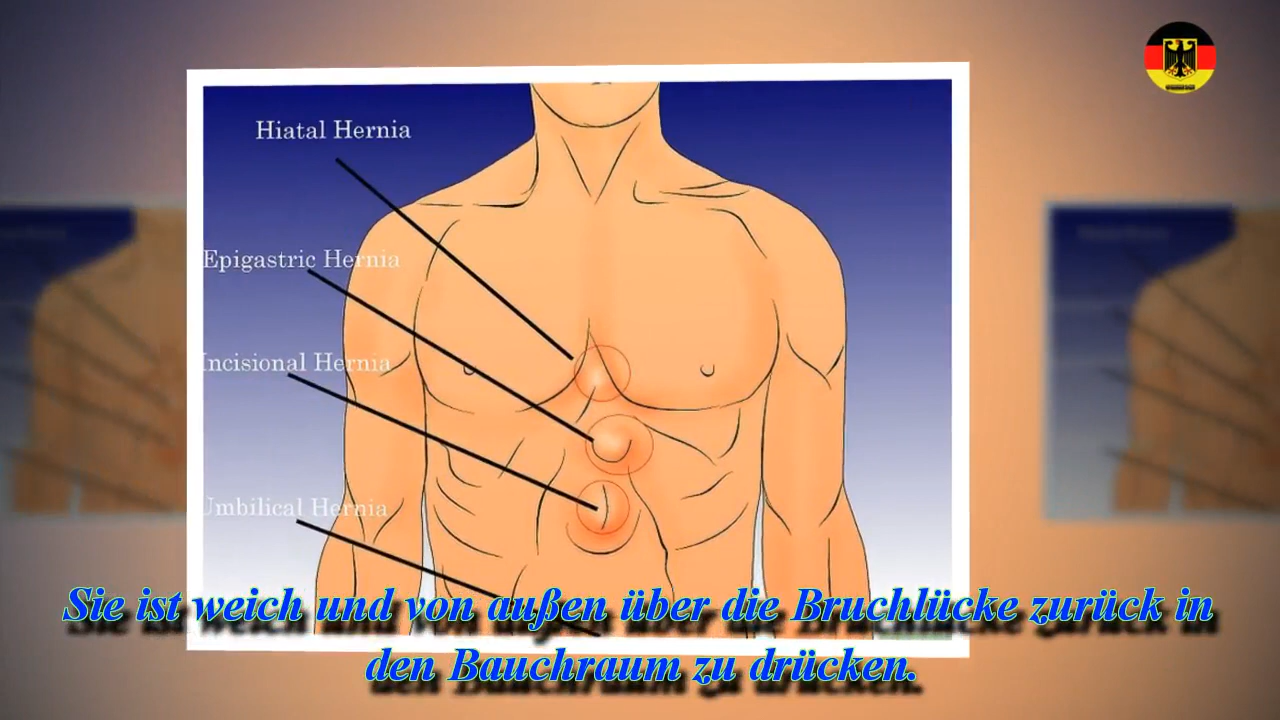 Hiatal Hernia
Epigastric Hernia
Incisional Hernia
Umbilical Hernia
Sie ist weich und von außen über die Bruchlücke zurück in
den Bauchraum zu drücken.